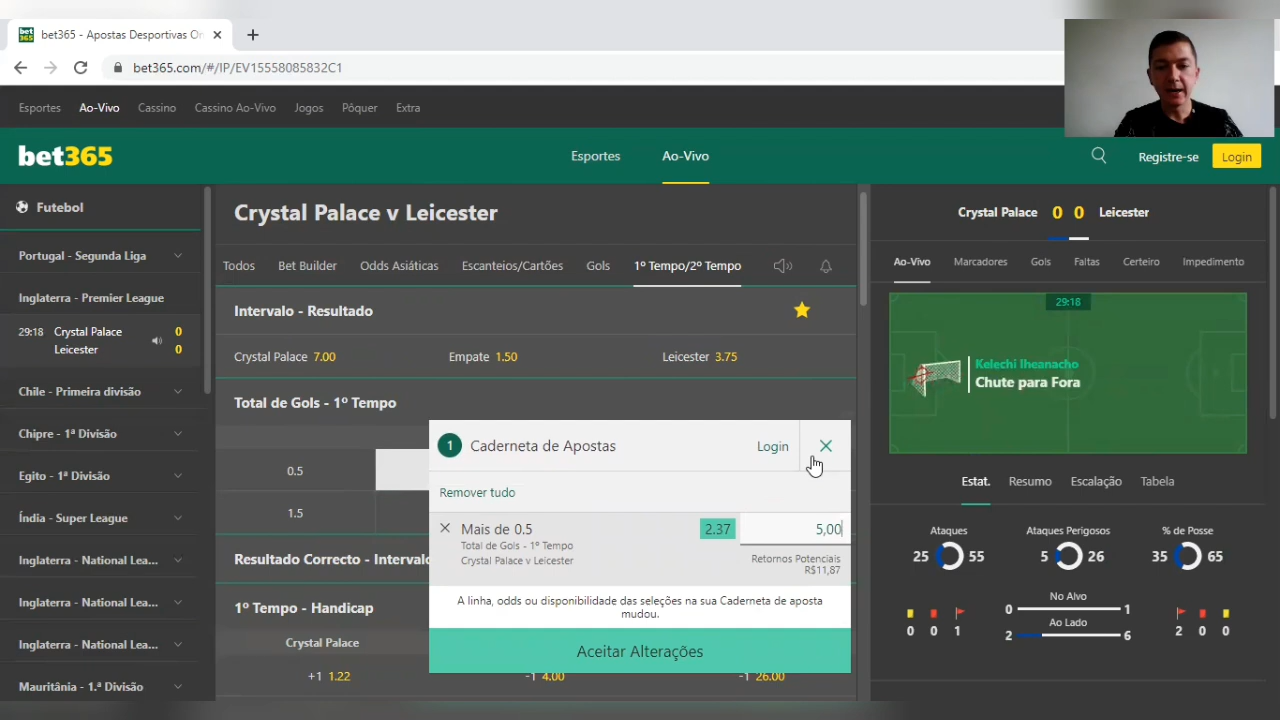 bet365 - Apostas Desportivas On
bet365.com/#/IP/EV15558085832C1
Esportes Ao-Vivo Cassino Cassino Ao-Vivo Jogos Pôquer Extra
bet365
Esportes Ao-Vivo
Registre-se Login
Futebol
Portugal - Segunda Liga
Inglaterra - Premier League
29:18 Crystal Palace 0
Leicester 0
Chile - Primeira divisão
Chipre - 1ª Divisão
Egito - 1ª Divisão
Índia - Super League
Inglaterra - National Lea...
Inglaterra - National Lea...
Inglaterra - National Lea...
Mauritânia - 1.ª Divisão
Crystal Palace v Leicester
Todos Bet Builder Odds Asiáticas Escanteios/Cartões Gols 1º Tempo/2º Tempo
Intervalo - Resultado
Crystal Palace 7.00 Empate 1.50 Leicester 3.75
Total de Gols - 1º Tempo
0.5
1.5
Resultado Correcto - Intervalo
1º Tempo - Handicap
Crystal Palace
+1 1.22 -1 4.00 -1 26.00
1 Caderneta de Apostas Login
Remover tudo
Mais de 0.5 2.37 5,00
Total de Gols - 1º Tempo
Crystal Palace v Leicester
Retornos Potenciais
R$11,87
A linha, odds ou disponibilidade das seleções na sua Caderneta de aposta
mudou.
Aceitar Alterações
Crystal Palace 0 0 Leicester
Ao-Vivo Marcadores Gols Faltas Certeiro Impedimento
29:18
Kelechi Iheanacho
Chute para Fora
Estat. Resumo Escalação Tabela
Ataques Ataques Perigosos % de Posse
25 55 5 26 35 65
No Alvo
0 1
Ao Lado
2 6
0 0 1
2 0 0